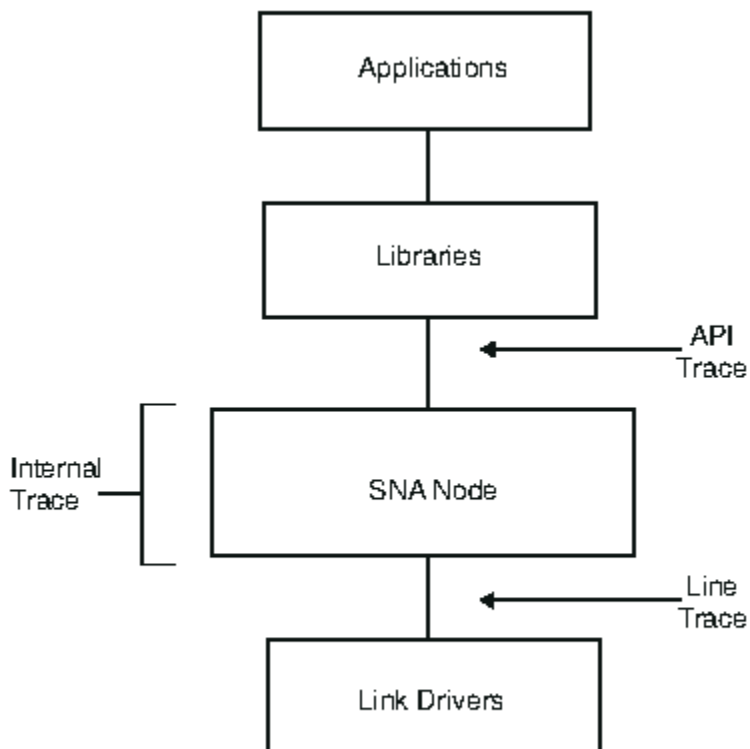 Applications
Libraries
API
Trace
Internal
Trace
SNA Node
Line
Trace
Link Drivers